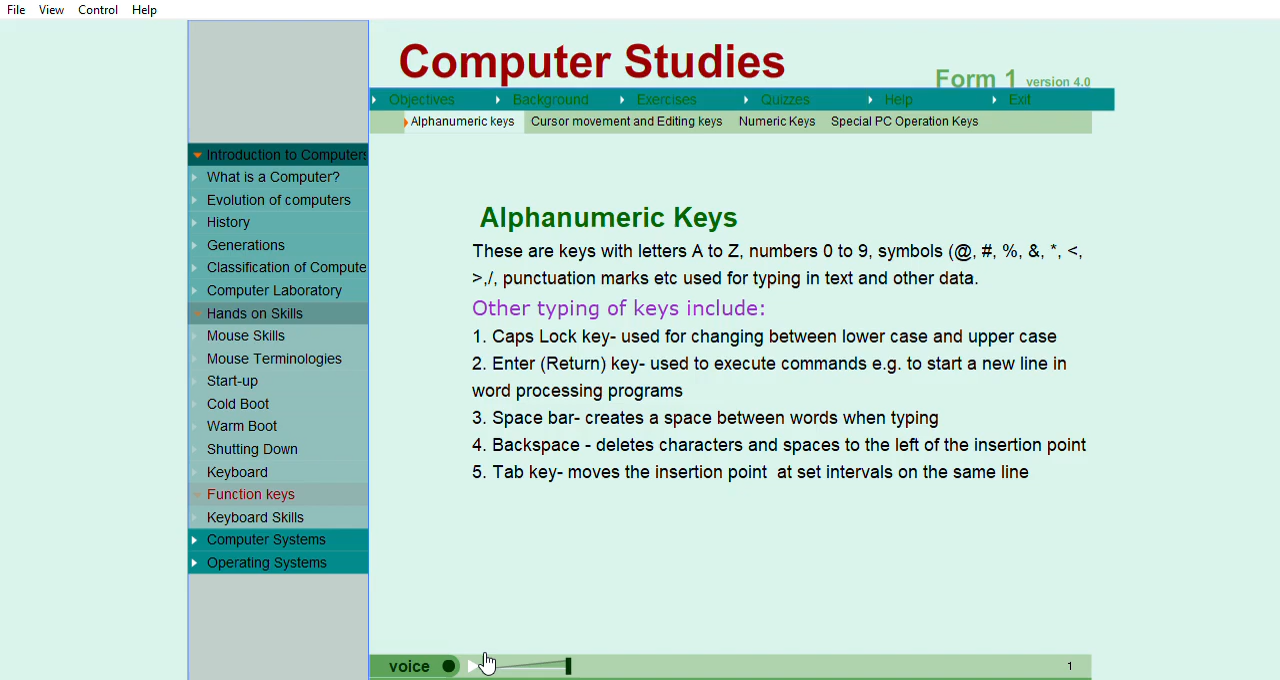 File View Control Help
Computer Studies
Form 1 version 4.0
Objectives Background Exercises Quizzes Help Exit
Alphanumeric keys Cursor movement and Editing keys Numeric Keys Special PC Operation Keys
Introduction to Computers
What is a Computer?
Evolution of computers
History
Generations
Classification of Compute
Computer Laboratory
Hands on Skills
Mouse Skills
Mouse Terminologies
Start-up
Cold Boot
Warm Boot
Shutting Down
Keyboard
Function keys
Keyboard Skills
Computer Systems
Operating Systems
Alphanumeric Keys
These are keys with letters A to Z, numbers 0 to 9, symbols (@, #, %, &, *, <,
>,/, punctuation marks etc used for typing in text and other data.
Other typing of keys include:
1. Caps Lock key- used for changing between lower case and upper case
2. Enter (Return) key- used to execute commands e.g. to start a new line in
word processing programs
3. Space bar- creates a space between words when typing
4. Backspace - deletes characters and spaces to the left of the insertion point
5. Tab key- moves the insertion point  at set intervals on the same line
voice
1